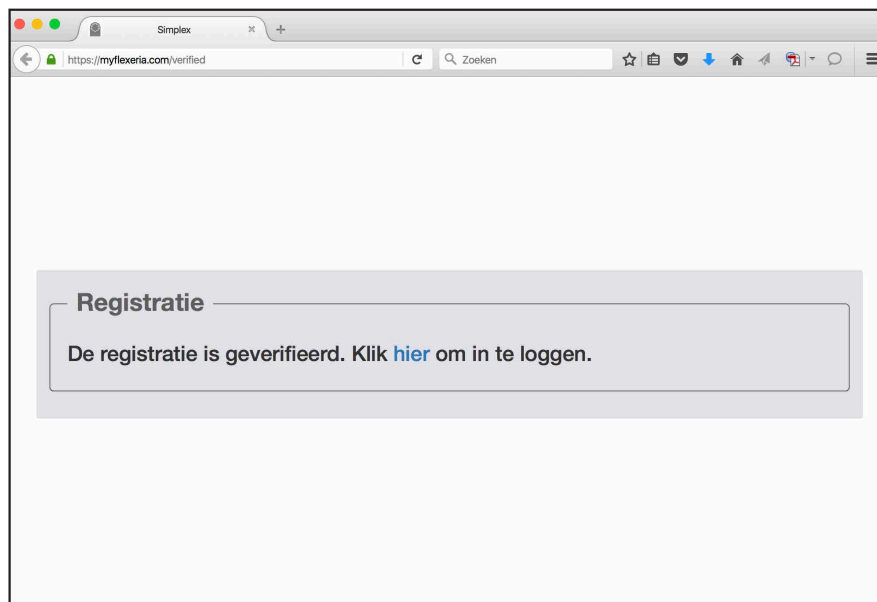 Simplex
https://myflexeria.com/verified
Zoeken
Registratie
De registratie is geverifieerd. Klik hier om in te loggen.